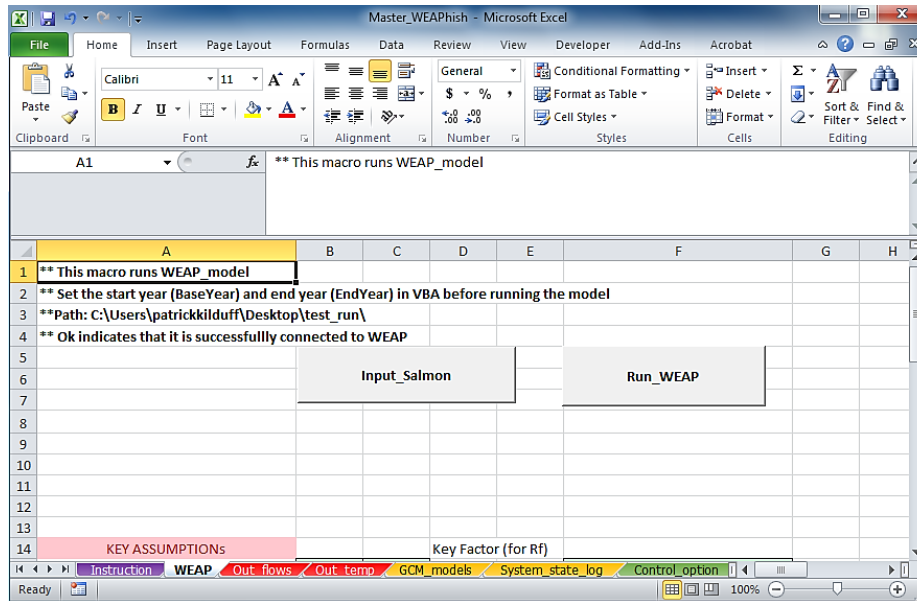 Master_WEAPhish - Microsoft Excel
File Home Insert Page Layout Formulas Data Review View Developer Add-Ins Acrobat
Calibri 11 A A General Conditional Formatting Insert Σ
Paste B I U A $ % , Format as Table Delete Sort & Find &
Cell Styles Format Filter Select
Clipboard Font Alignment Number Styles Cells Editing
A1 fx ** This macro runs WEAP_model
A B C D E F G H
1 ** This macro runs WEAP_model
2 ** Set the start year (BaseYear) and end year (EndYear) in VBA before running the model
3 **Path: C:\Users\patrickkilduff\Desktop\test_run\
4 ** Ok indicates that it is successfullly connected to WEAP
5
6 Input_Salmon Run_WEAP
7
8
9
10
11
12
13
14 KEY ASSUMPTIONs Key Factor (for Rf)
Instruction WEAP Out_flows Out_temp GCM_models System_state_log Control_option
Ready 100%